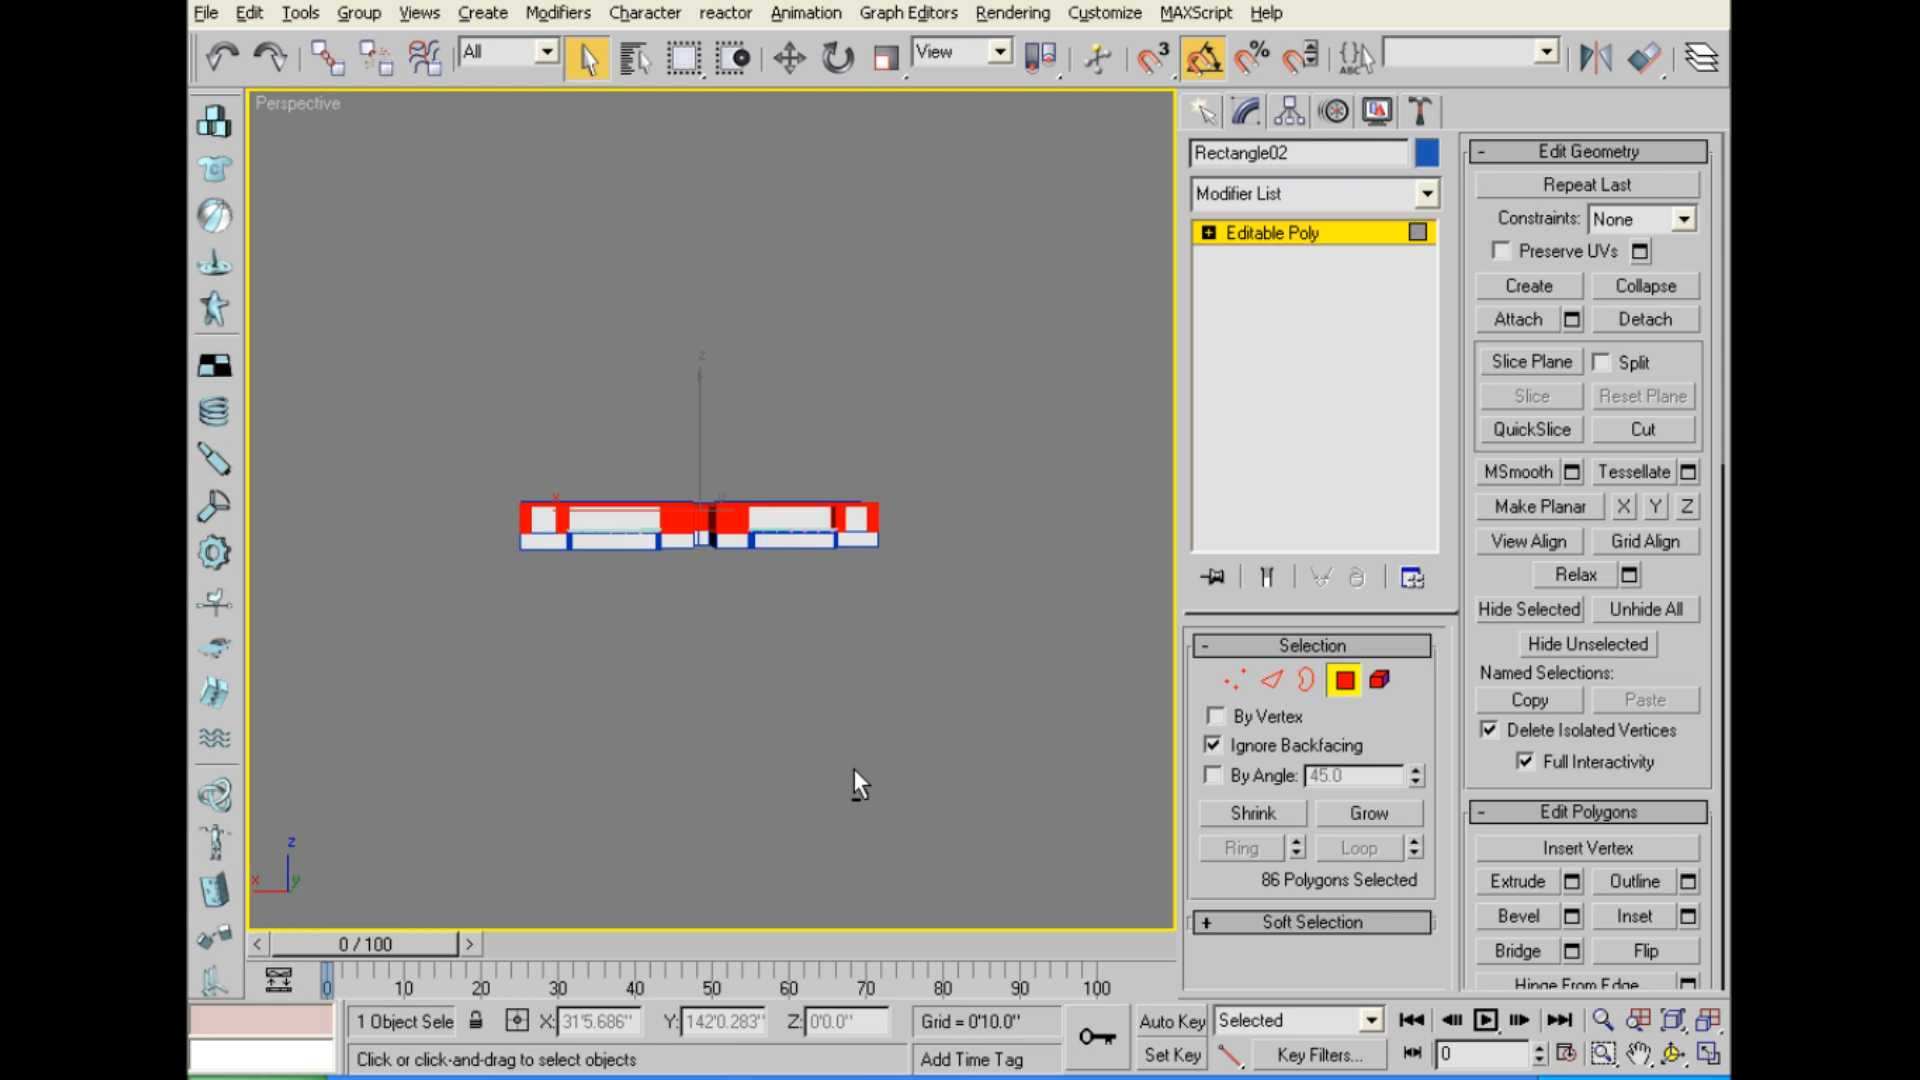 File Edit Tools Group Views Create Modifiers Character reactor Animation Graph Editors Rendering Customize MAXScript Help
All View 3 % ABC
Perspective
Rectangle02
Modifier List
Editable Poly
Edit Geometry
Repeat Last
Constraints: None
Preserve UVs
Create Collapse
Attach Detach
Slice Plane Split
Slice Reset Plane
QuickSlice Cut
MSmooth Tessellate
Make Planar X Y Z
View Align Grid Align
Relax
Hide Selected Unhide All
Hide Unselected
Named Selections:
Copy Paste
Delete Isolated Vertices
Full Interactivity
Edit Polygons
Insert Vertex
Extrude Outline
Bevel Inset
Bridge Flip
Hinge From Edge
Selection
By Vertex
Ignore Backfacing
By Angle: 45.0
Shrink Grow
Ring Loop
86 Polygons Selected
Soft Selection
z
x
z
x y
< 0 / 100 >
0 10 20 30 40 50 60 70 80 90 100
1 Object Sele X: 31'5.686" Y: 142'0.283" Z: 0'0.0" Grid = 0'10.0" Auto Key Selected
Click or click-and-drag to select objects Add Time Tag Set Key Key Filters... 0